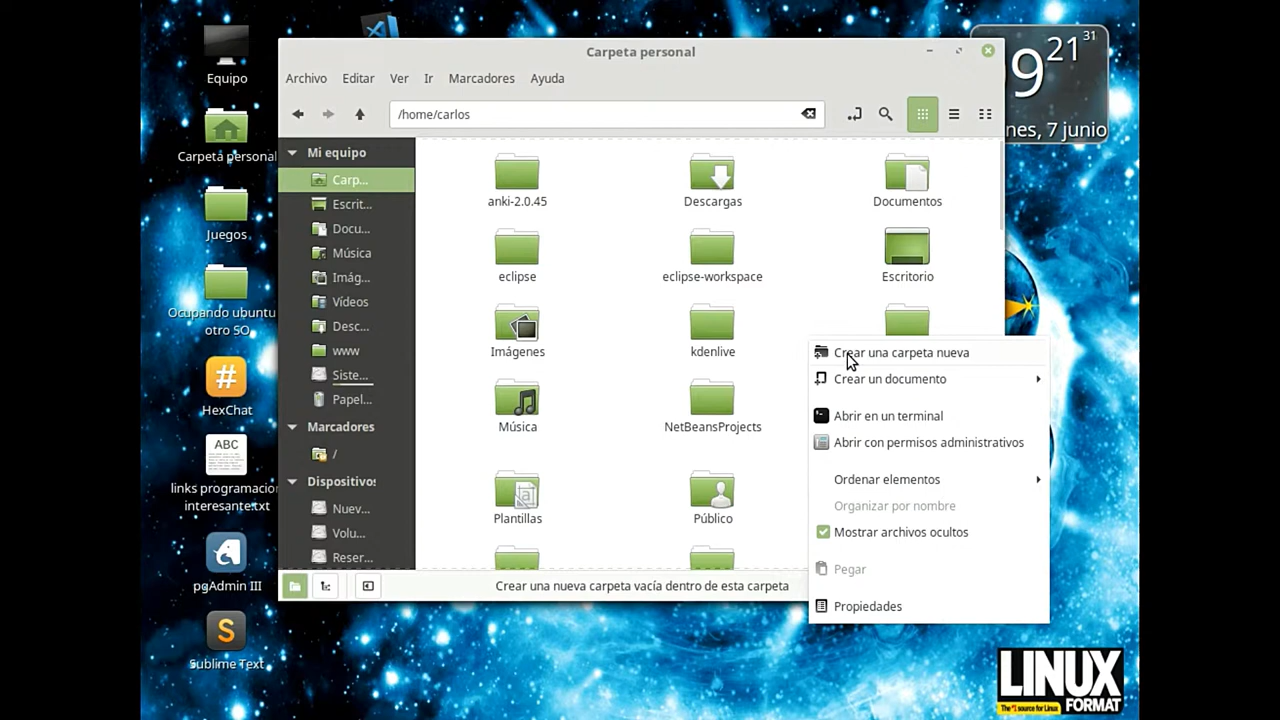 Equipo
Carpeta personal
Juegos
Ocupando ubuntu
otro SO
HexChat
ABC
links programacion
interesante.txt
pgAdmin III
Sublime Text
Carpeta personal
Archivo Editar Ver Ir Marcadores Ayuda
/home/carlos
Mi equipo
Carp...
Escrit...
Docu...
Música
Imág...
Vídeos
Desc...
www
Siste...
Papel...
Marcadores
/
Dispositivos
Nuev...
Volu...
Reser...
anki-2.0.45 Descargas Documentos
eclipse eclipse-workspace Escritorio
Imágenes kdenlive
Música NetBeansProjects
Plantillas Público
Crear una nueva carpeta vacía dentro de esta carpeta
Crear una carpeta nueva
Crear un documento
Abrir en un terminal
Abrir con permisos administrativos
Ordenar elementos
Organizar por nombre
Mostrar archivos ocultos
Pegar
Propiedades
9 21 31
nes, 7 junio
LINUX
The #1 source for Linux FORMAT